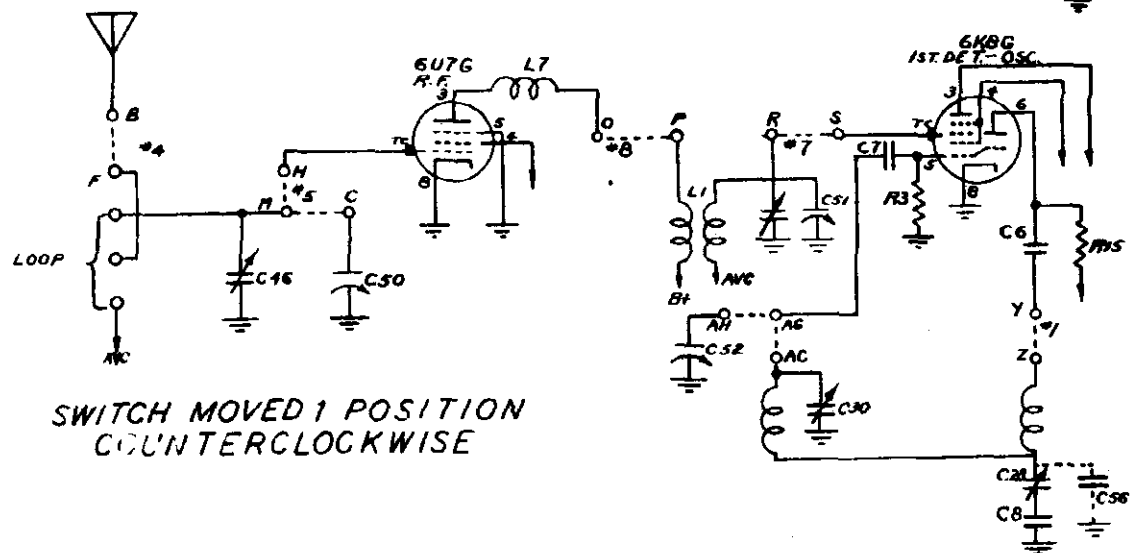 6U7G
R.F.
L7
6K8G
1ST. DET.-OSC.
3
3
4
6
B
#4
F
TC
5
4
8
O
#8
P
R
#7
S
TC
5
8
C7
H
#5
C
LOOP
C46
C50
L1
C51
R3
C6
R15
B+
AVC
AVC
AH
AG
C52
AC
Y
#1
Z
C30
C8
C56
SWITCH MOVED 1 POSITION
COUNTERCLOCKWISE